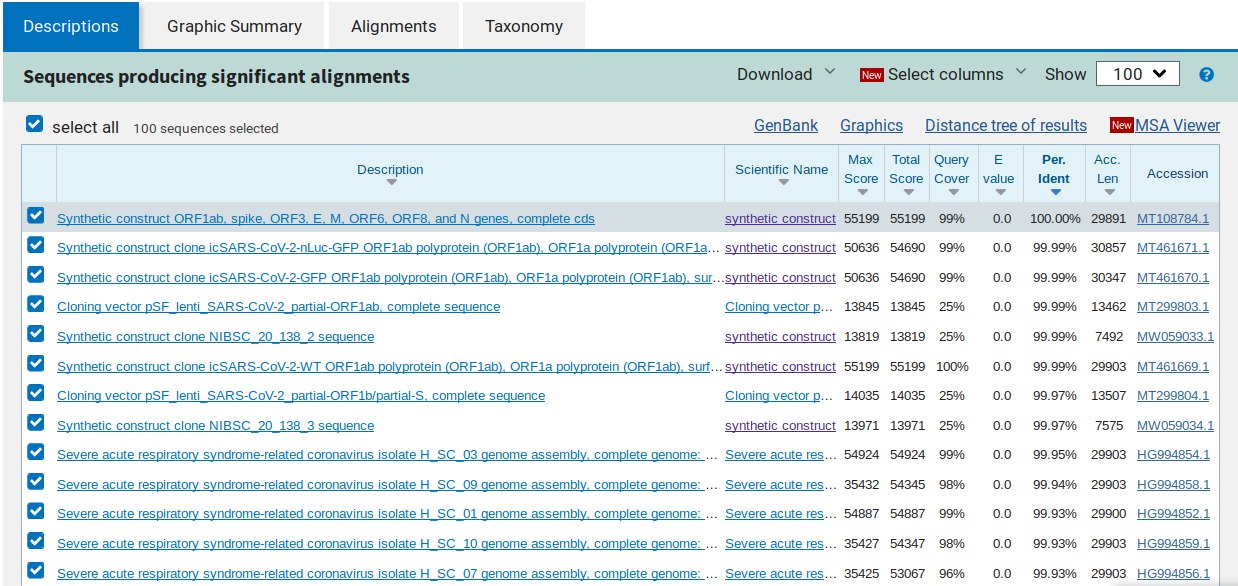 Descriptions Graphic Summary Alignments Taxonomy
Sequences producing significant alignments Download New Select columns Show 100 ?
select all 100 sequences selected GenBank Graphics Distance tree of results New MSA Viewer
Description Scientific Name Max Score Total Score Query Cover E value Per. Ident Acc. Len Accession
Synthetic construct ORF1ab, spike, ORF3, E, M, ORF6, ORF8, and N genes, complete cds synthetic construct 55199 55199 99% 0.0 100.00% 29891 MT108784.1
Synthetic construct clone icSARS-CoV-2-nLuc-GFP ORF1ab polyprotein (ORF1ab), ORF1a polyprotein (ORF1a... synthetic construct 50636 54690 99% 0.0 99.99% 30857 MT461671.1
Synthetic construct clone icSARS-CoV-2-GFP ORF1ab polyprotein (ORF1ab), ORF1a polyprotein (ORF1ab), sur... synthetic construct 50636 54690 99% 0.0 99.99% 30347 MT461670.1
Cloning vector pSF_lenti_SARS-CoV-2_partial-ORF1ab, complete sequence Cloning vector p... 13845 13845 25% 0.0 99.99% 13462 MT299803.1
Synthetic construct clone NIBSC_20_138_2 sequence synthetic construct 13819 13819 25% 0.0 99.99% 7492 MW059033.1
Synthetic construct clone icSARS-CoV-2-WT ORF1ab polyprotein (ORF1ab), ORF1a polyprotein (ORF1ab), surf... synthetic construct 55199 55199 100% 0.0 99.99% 29903 MT461669.1
Cloning vector pSF_lenti_SARS-CoV-2_partial-ORF1b/partial-S, complete sequence Cloning vector p... 14035 14035 25% 0.0 99.97% 13507 MT299804.1
Synthetic construct clone NIBSC_20_138_3 sequence synthetic construct 13971 13971 25% 0.0 99.97% 7575 MW059034.1
Severe acute respiratory syndrome-related coronavirus isolate H_SC_03 genome assembly, complete genome: ... Severe acute res... 54924 54924 99% 0.0 99.95% 29903 HG994854.1
Severe acute respiratory syndrome-related coronavirus isolate H_SC_09 genome assembly, complete genome: ... Severe acute res... 35432 54345 98% 0.0 99.94% 29903 HG994858.1
Severe acute respiratory syndrome-related coronavirus isolate H_SC_01 genome assembly, complete genome: ... Severe acute res... 54887 54887 99% 0.0 99.93% 29900 HG994852.1
Severe acute respiratory syndrome-related coronavirus isolate H_SC_10 genome assembly, complete genome: ... Severe acute res... 35427 54347 98% 0.0 99.93% 29903 HG994859.1
Severe acute respiratory syndrome-related coronavirus isolate H_SC_07 genome assembly, complete genome: ... Severe acute res... 35425 53067 96% 0.0 99.93% 29903 HG994856.1